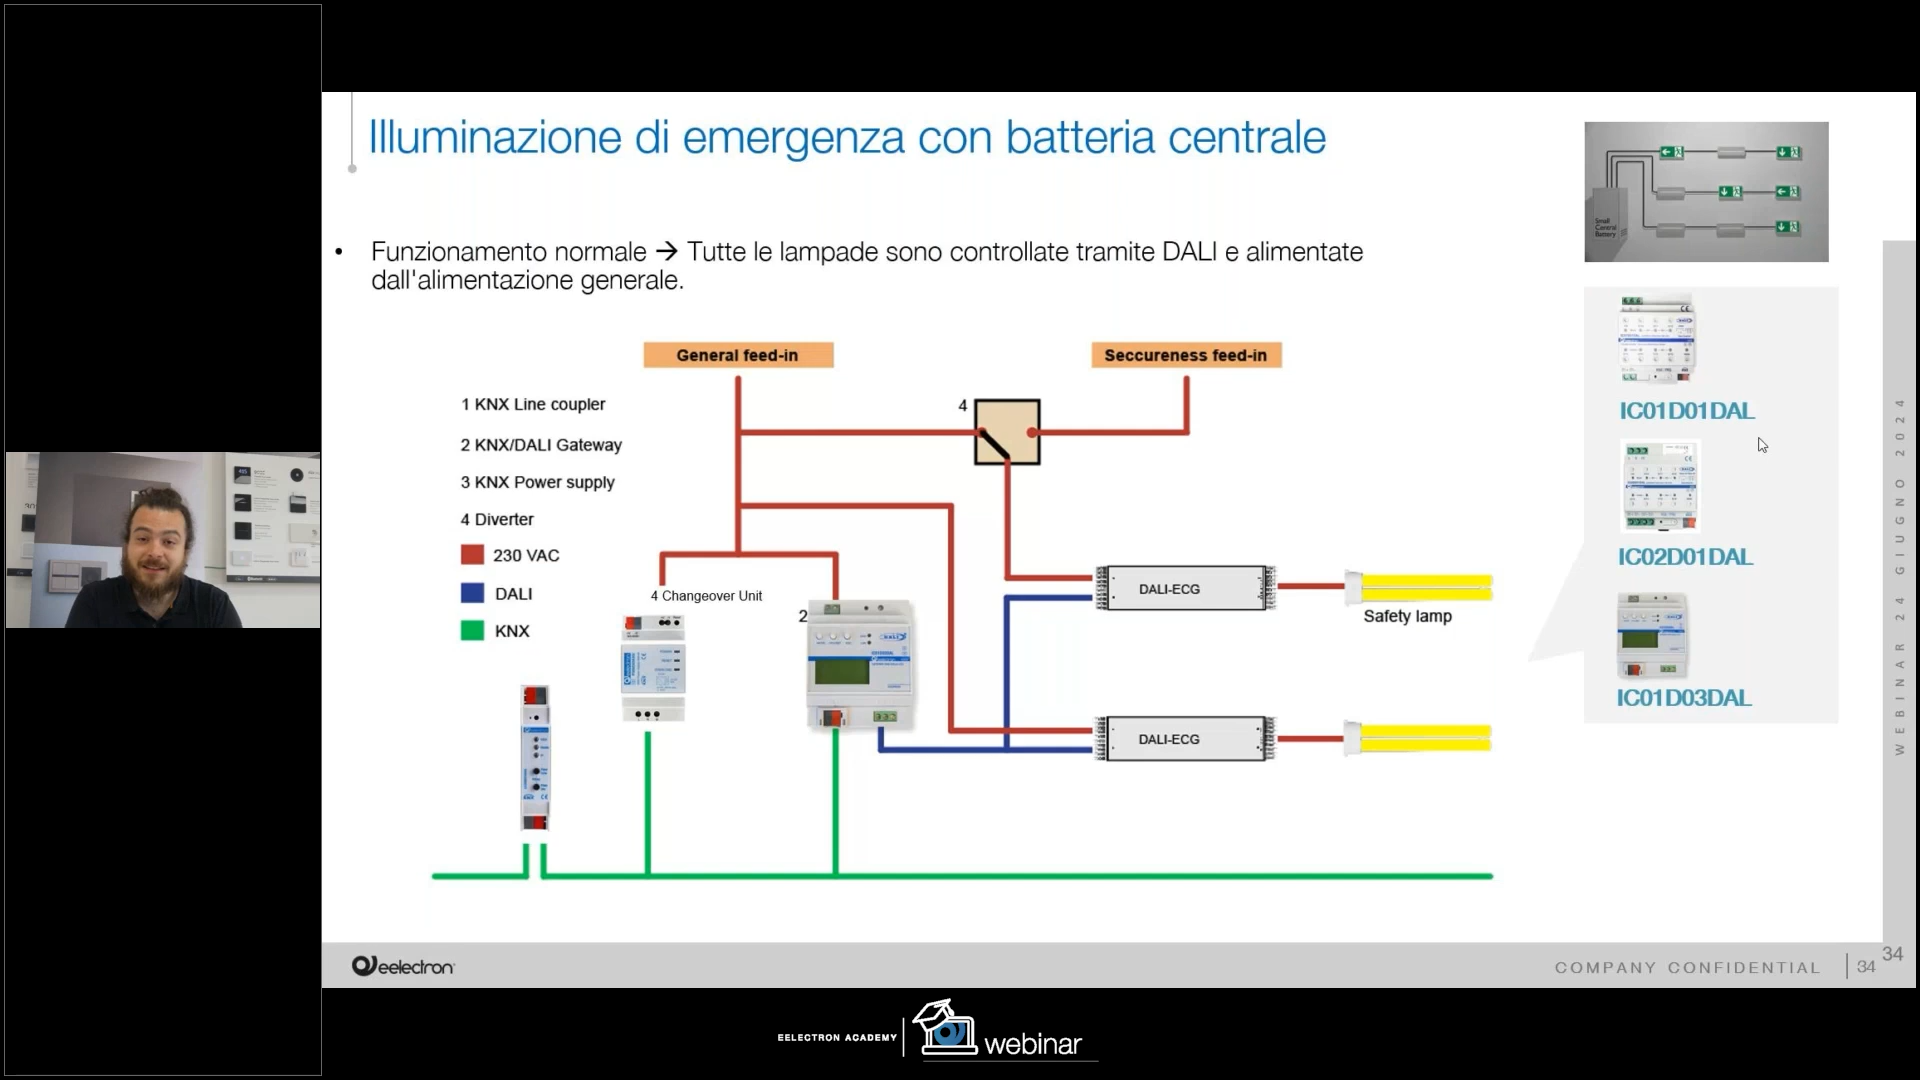 Illuminazione di emergenza con batteria centrale
• Funzionamento normale → Tutte le lampade sono controllate tramite DALI e alimentate
dall'alimentazione generale.
Small
Central
Battery
General feed-in
Seccureness feed-in
1 KNX Line coupler
2 KNX/DALI Gateway
3 KNX Power supply
4 Diverter
230 VAC
DALI
KNX
4
4 Changeover Unit
2
DALI-ECG
Safety lamp
DALI-ECG
IC01D01DAL
IC02D01DAL
IC01D03DAL
WEBINAR 24 GIUGNO 2024
eelectron
COMPANY CONFIDENTIAL
34
34
EELECTRON ACADEMY
webinar